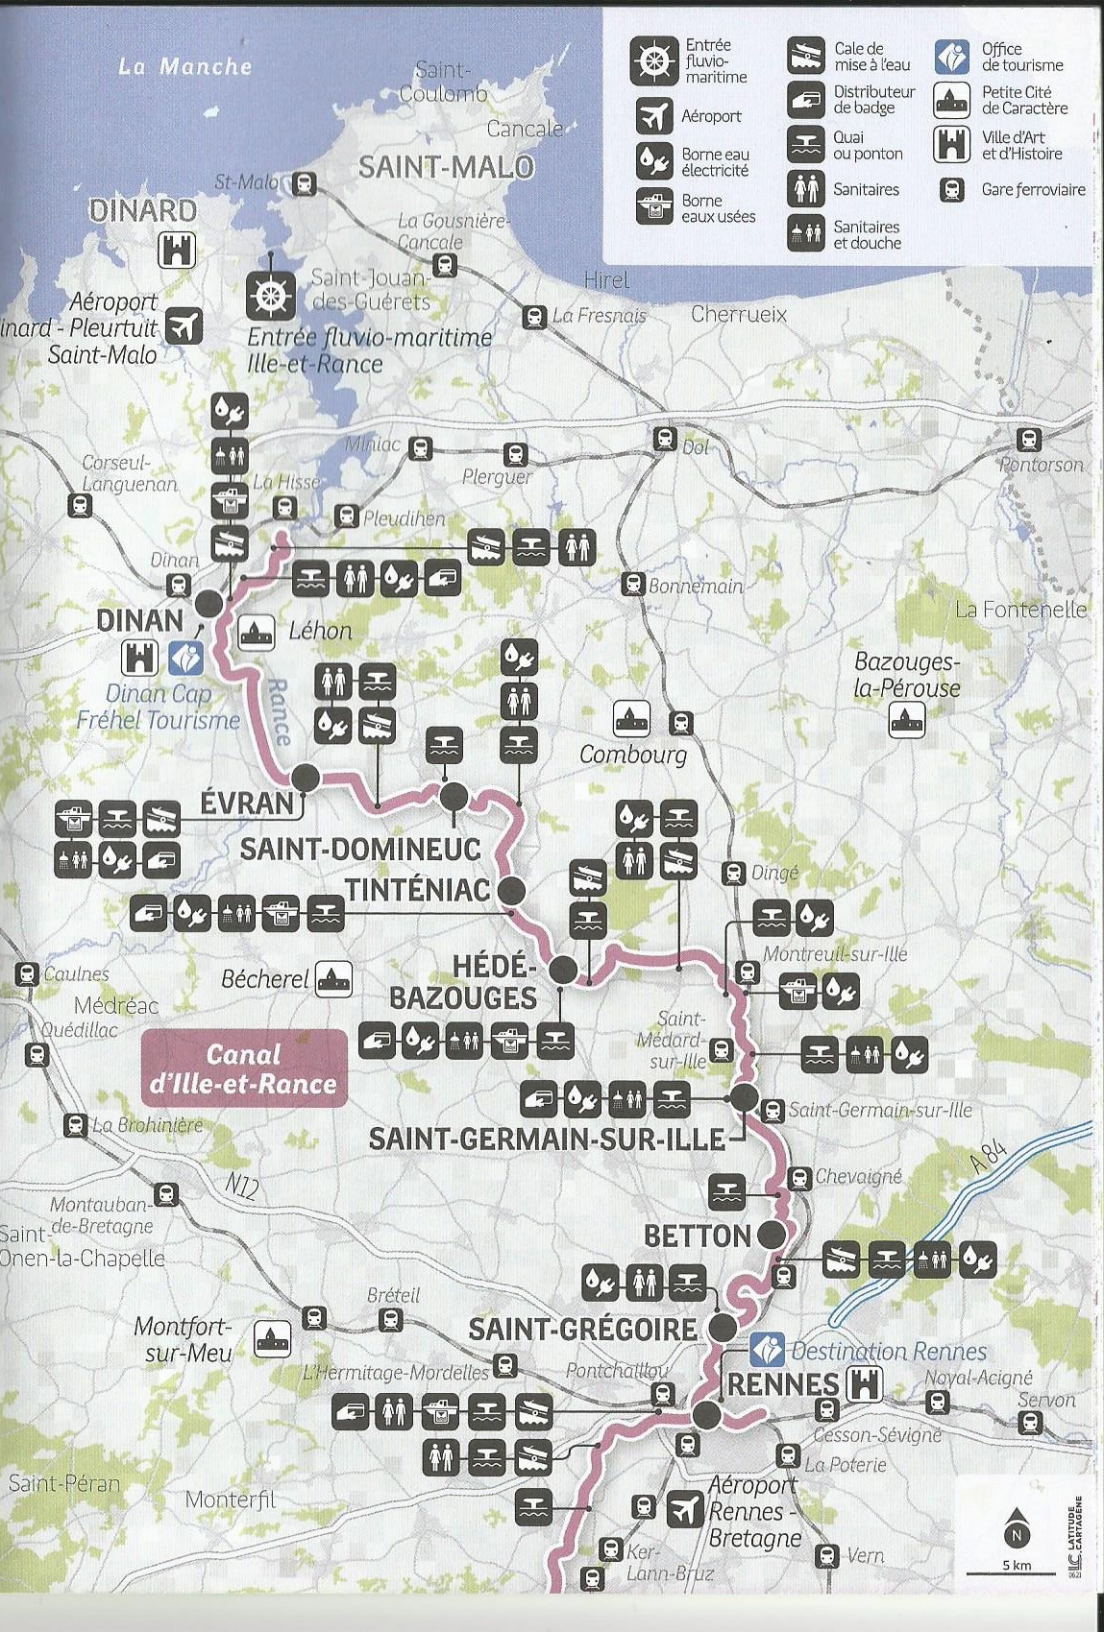 La Manche
Saint-
Coulomb
Cancale
SAINT-MALO
St-Malo
DINARD
La Gousnière-
Cancale
Saint-Jouan-
des-Guérets
Hirel
La Fresnais
Cherrueix
Entrée
fluvio-
maritime
Aéroport
Borne eau
électricité
Borne
eaux usées
Cale de
mise à l'eau
Distributeur
de badge
Quai
ou ponton
Sanitaires
Sanitaires
et douche
Office
de tourisme
Petite Cité
de Caractère
Ville d'Art
et d'Histoire
Gare ferroviaire
Aéroport
inard - Pleurtuit
Saint-Malo
Entrée fluvio-maritime
Ille-et-Rance
Miniac
Plerguer
Dol
Pontorson
Corseul-
Languenan
La Hisse
Pleudihen
Dinan
DINAN
Léhon
Bonnemain
La Fontenelle
Dinan Cap
Fréhel Tourisme
Rance
Bazouges-
la-Pérouse
Combourg
ÉVRAN
SAINT-DOMINEUC
TINTÉNIAC
Dingé
HÉDÉ-
BAZOUGES
Montreuil-sur-Ille
Bécherel
Caulnes
Médréac
Quédillac
Canal
d'Ille-et-Rance
Saint-
Médard-
sur-Ille
SAINT-GERMAIN-SUR-ILLE
Saint-Germain-sur-Ille
La Brohinière
A 84
N12
Chevaigné
Montauban-
de-Bretagne
Saint-
Onen-la-Chapelle
BETTON
Bréteil
Montfort-
sur-Meu
SAINT-GRÉGOIRE
Destination Rennes
L'Hermitage-Mordelles
Pontchaillou
RENNES
Noyal-Acigné
Servon
Cesson-Sévigné
La Poterie
Saint-Péran
Monterfil
Aéroport
Rennes -
Bretagne
Ker-
Lann-Bruz
Vern
N
5 km
LC LATITUDE
CARTAGÈNE